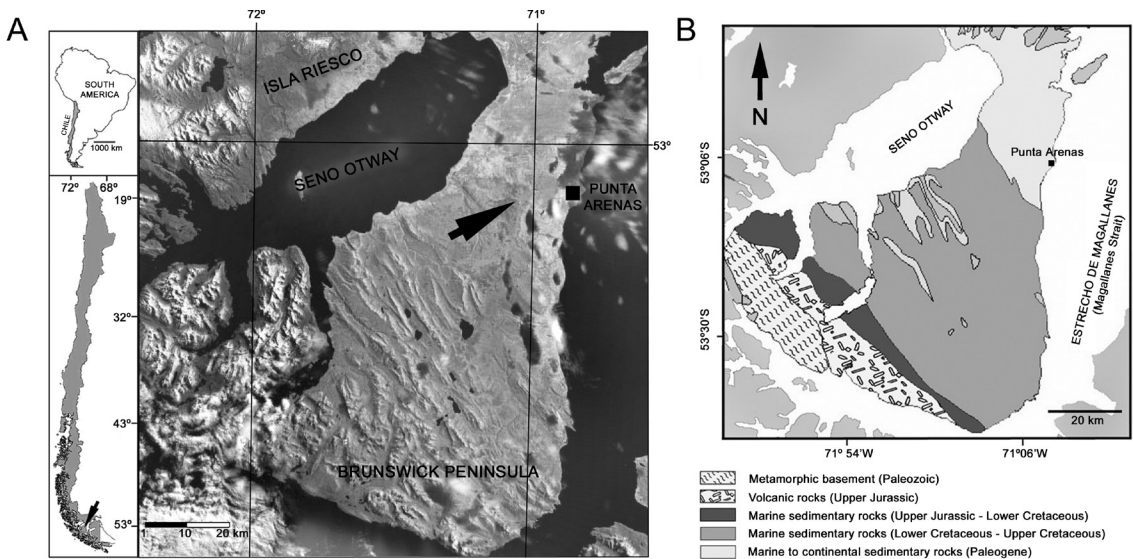 A
72º
71º
SOUTH
AMERICA
CHILE
1000 km
72º 68º
19º
32º
43º
53º
ISLA RIESCO
SENO OTWAY
53º
PUNTA
ARENAS
BRUNSWICK PENINSULA
1 10 20 km
B
N
SENO OTWAY
Punta Arenas
53º06'S
53º30'S
ESTRECHO DE MAGALLANES
(Magallanes Strait)
20 km
71º54'W
71º06'W
Metamorphic basement (Paleozoic)
Volcanic rocks (Upper Jurassic)
Marine sedimentary rocks (Upper Jurassic - Lower Cretaceous)
Marine sedimentary rocks (Lower Cretaceous - Upper Cretaceous)
Marine to continental sedimentary rocks (Paleogene)